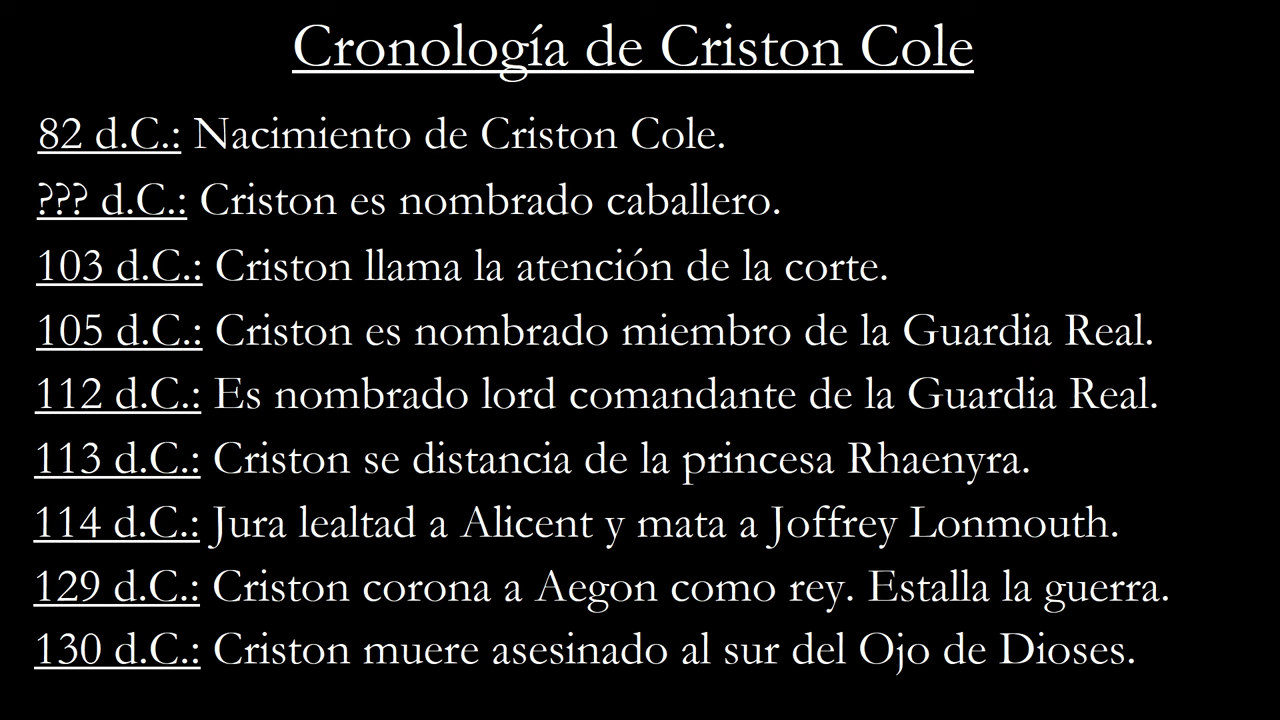 Cronología de Criston Cole
82 d.C.: Nacimiento de Criston Cole.
??? d.C.: Criston es nombrado caballero.
103 d.C.: Criston llama la atención de la corte.
105 d.C.: Criston es nombrado miembro de la Guardia Real.
112 d.C.: Es nombrado lord comandante de la Guardia Real.
113 d.C.: Criston se distancia de la princesa Rhaenyra.
114 d.C.: Jura lealtad a Alicent y mata a Joffrey Lonmouth.
129 d.C.: Criston corona a Aegon como rey. Estalla la guerra.
130 d.C.: Criston muere asesinado al sur del Ojo de Dioses.